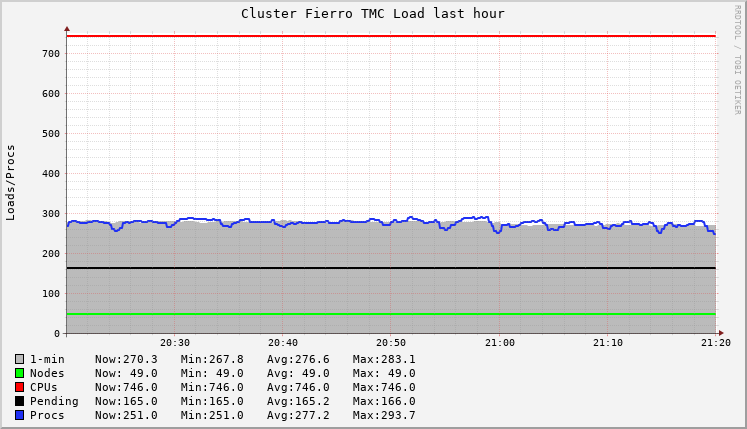 Cluster Fierro TMC Load last hour
RRDTOOL / TOBI OETIKER
Loads/Procs
700
600
500
400
300
200
100
0
20:30 20:40 20:50 21:00 21:10 21:20
1-min Now:270.3 Min:267.8 Avg:276.6 Max:283.1
Nodes Now: 49.0 Min: 49.0 Avg: 49.0 Max: 49.0
CPUs Now:746.0 Min:746.0 Avg:746.0 Max:746.0
Pending Now:165.0 Min:165.0 Avg:165.2 Max:166.0
Procs Now:251.0 Min:251.0 Avg:277.2 Max:293.7